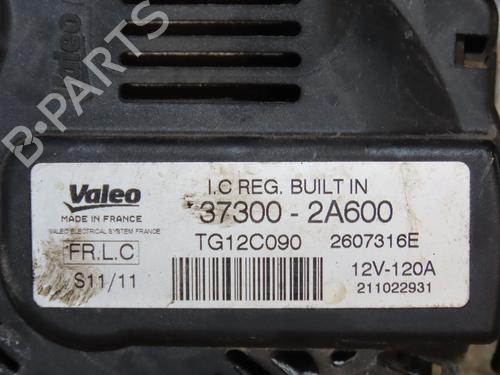 Valeo
B-PARTS
Valeo
MADE IN FRANCE
VALEO ELECTRICAL SYSTEM FRANCE
FR.L.C
S11/11
I.C REG. BUILT IN
37300 - 2A600
TG12C090 2607316E
12V-120A
211022931